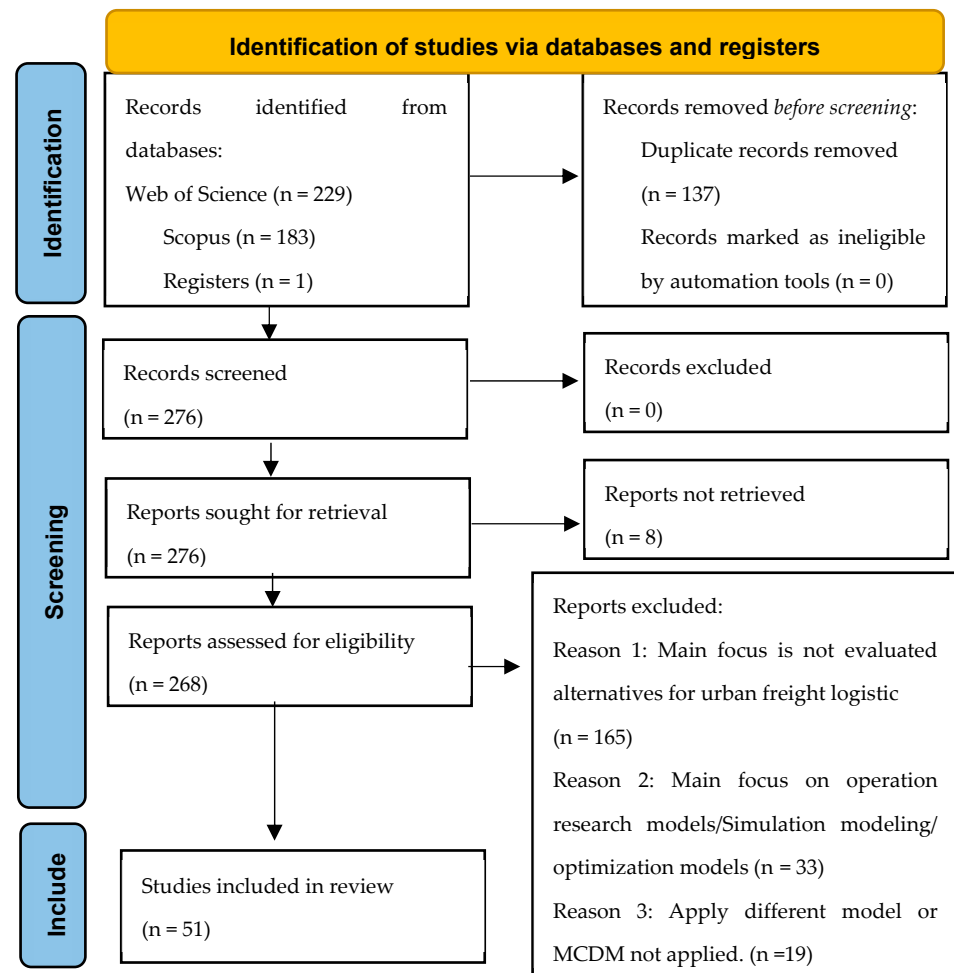 Identification of studies via databases and registers
Identification
Records identified from
databases:
Web of Science (n = 229)
Scopus (n = 183)
Registers (n = 1)
Records removed before screening:
Duplicate records removed
(n = 137)
Records marked as ineligible
by automation tools (n = 0)
Screening
Records screened
(n = 276)
Records excluded
(n = 0)
Reports sought for retrieval
(n = 276)
Reports not retrieved
(n = 8)
Reports assessed for eligibility
(n = 268)
Reports excluded:
Reason 1: Main focus is not evaluated
alternatives for urban freight logistic
(n = 165)
Reason 2: Main focus on operation
research models/Simulation modeling/
optimization models (n = 33)
Reason 3: Apply different model or
MCDM not applied. (n =19)
Include
Studies included in review
(n = 51)